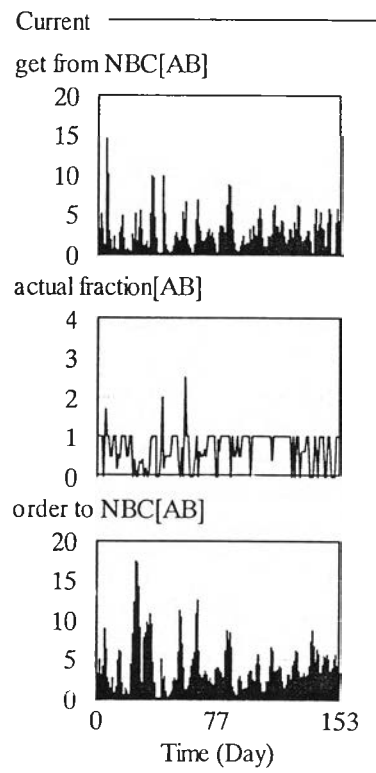 Current
get from NBC[AB]
20
15
10
5
0
actual fraction[AB]
4
3
2
1
0
order to NBC[AB]
20
15
10
5
0
0 77 153
Time (Day)